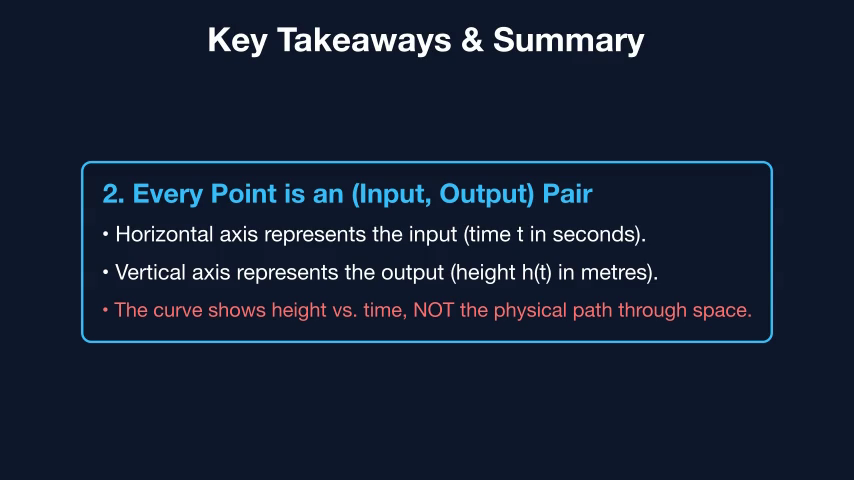 Key Takeaways & Summary
2. Every Point is an (Input, Output) Pair
• Horizontal axis represents the input (time t in seconds).
• Vertical axis represents the output (height h(t) in metres).
• The curve shows height vs. time, NOT the physical path through space.